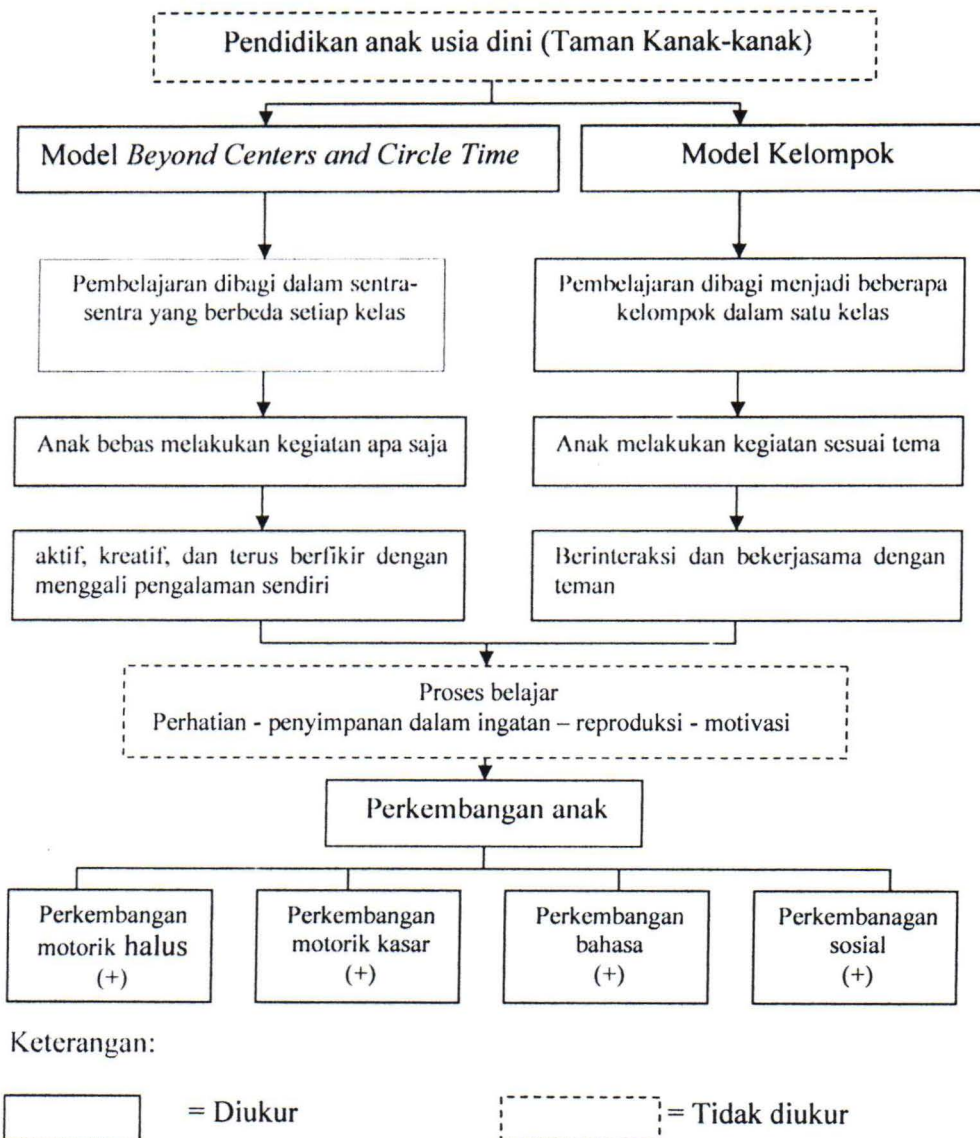 Pendidikan anak usia dini (Taman Kanak-kanak)
Model Beyond Centers and Circle Time
Model Kelompok
Pembelajaran dibagi dalam sentra-
sentra yang berbeda setiap kelas
Pembelajaran dibagi menjadi beberapa
kelompok dalam satu kelas
Anak bebas melakukan kegiatan apa saja
Anak melakukan kegiatan sesuai tema
aktif, kreatif, dan terus berfikir dengan
menggali pengalaman sendiri
Berinteraksi dan bekerjasama dengan
teman
Proses belajar
Perhatian - penyimpanan dalam ingatan – reproduksi - motivasi
Perkembangan anak
Perkembangan
motorik halus
(+)
Perkembangan
motorik kasar
(+)
Perkembangan
bahasa
(+)
Perkembanagan
sosial
(+)
Keterangan:
= Diukur
= Tidak diukur